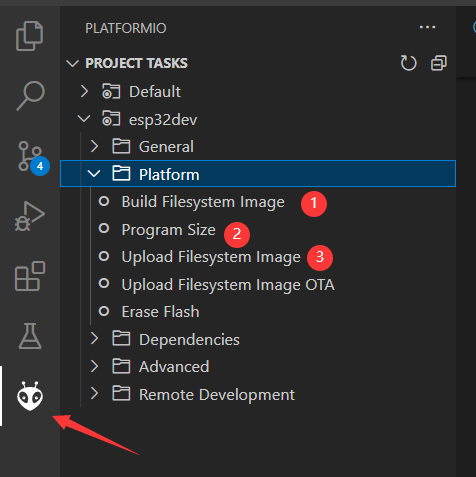 PLATFORMIO
PROJECT TASKS
Default
esp32dev
General
Platform
Build Filesystem Image 1
Program Size 2
Upload Filesystem Image 3
Upload Filesystem Image OTA
Erase Flash
Dependencies
Advanced
Remote Development
4